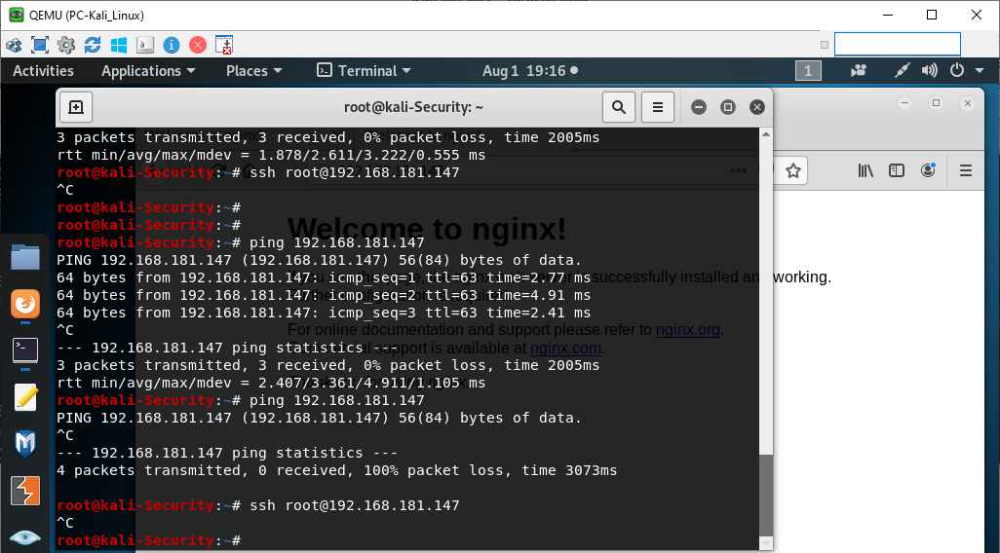 QEMU (PC-Kali_Linux)
Activities Applications Places Terminal Aug 1 19:16 1
root@kali-Security: ~
3 packets transmitted, 3 received, 0% packet loss, time 2005ms
rtt min/avg/max/mdev = 1.878/2.611/3.222/0.555 ms
root@kali-Security:~# ssh root@192.168.181.147
^C
root@kali-Security:~#
root@kali-Security:~#
root@kali-Security:~# ping 192.168.181.147
PING 192.168.181.147 (192.168.181.147) 56(84) bytes of data.
64 bytes from 192.168.181.147: icmp_seq=1 ttl=63 time=2.77 ms
64 bytes from 192.168.181.147: icmp_seq=2 ttl=63 time=4.91 ms
64 bytes from 192.168.181.147: icmp_seq=3 ttl=63 time=2.41 ms
^C
--- 192.168.181.147 ping statistics ---
3 packets transmitted, 3 received, 0% packet loss, time 2005ms
rtt min/avg/max/mdev = 2.407/3.361/4.911/1.105 ms
root@kali-Security:~# ping 192.168.181.147
PING 192.168.181.147 (192.168.181.147) 56(84) bytes of data.
^C
--- 192.168.181.147 ping statistics ---
4 packets transmitted, 0 received, 100% packet loss, time 3073ms
root@kali-Security:~# ssh root@192.168.181.147
^C
root@kali-Security:~#
Welcome to nginx!
is successfully installed and working.
For online documentation and support please refer to nginx.org.
support is available at nginx.com.